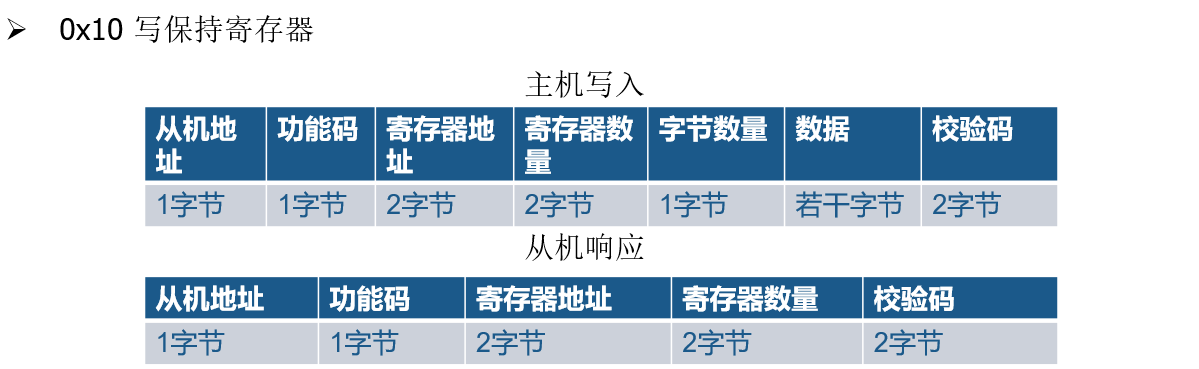 ➢ 0x10 写保持寄存器
主机写入
从机地址 功能码 寄存器地址 寄存器数量 字节数量 数据 校验码
1字节 1字节 2字节 2字节 1字节 若干字节 2字节
从机响应
从机地址 功能码 寄存器地址 寄存器数量 校验码
1字节 1字节 2字节 2字节 2字节